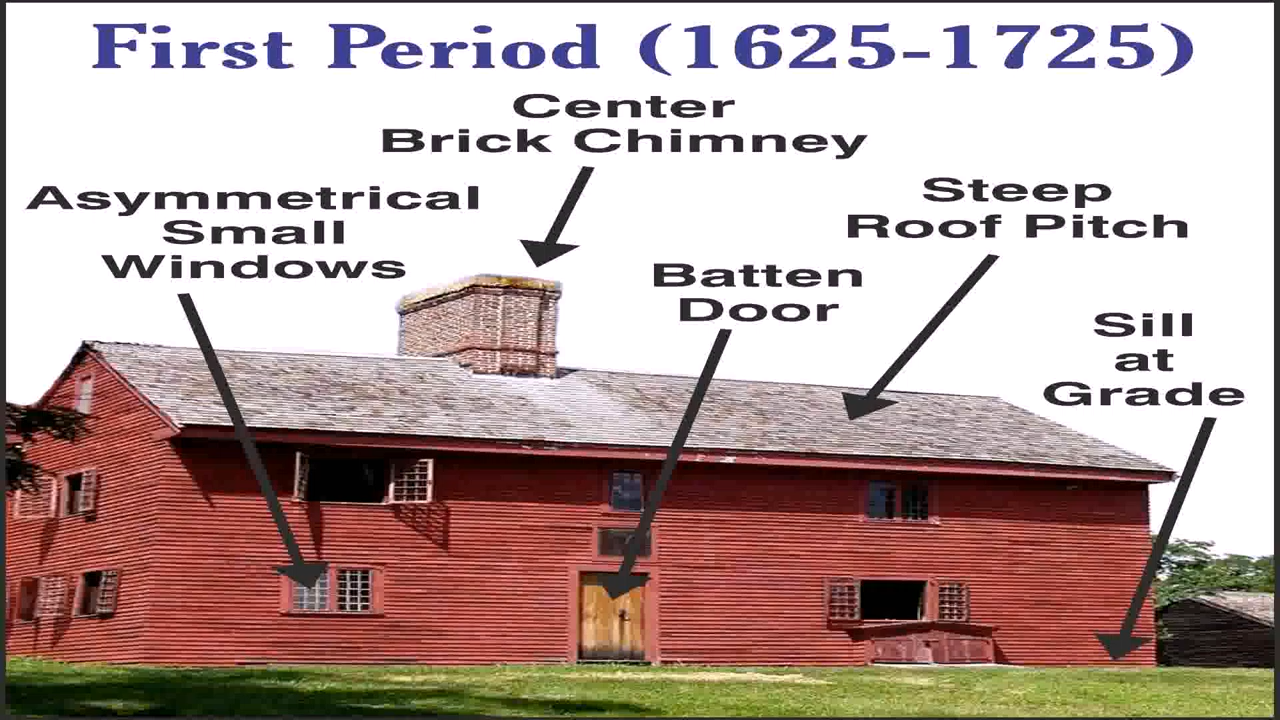 First Period (1625-1725)
Center
Brick Chimney
Asymmetrical
Small
Windows
Steep
Roof Pitch
Batten
Door
Sill
at
Grade